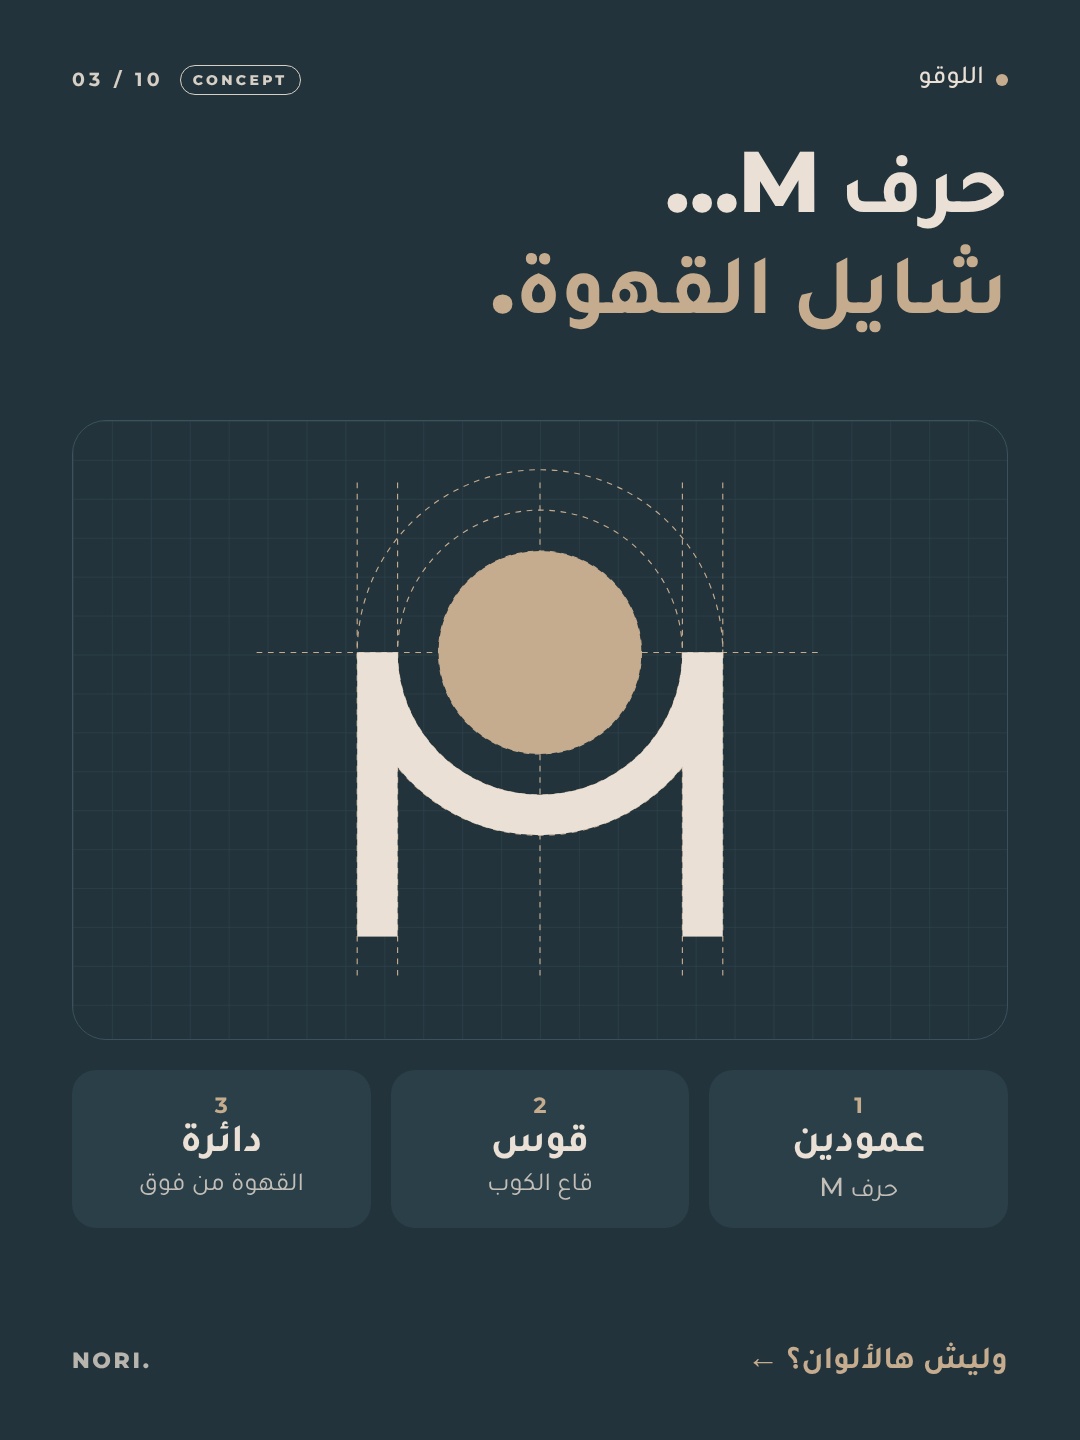 اللوقو
03 / 10 CONCEPT
حرف M...
شايل القهوة.
1
عمودين
حرف M
2
قوس
قاع الكوب
3
دائرة
القهوة من فوق
وليش هالألوان؟ ←
NORI.